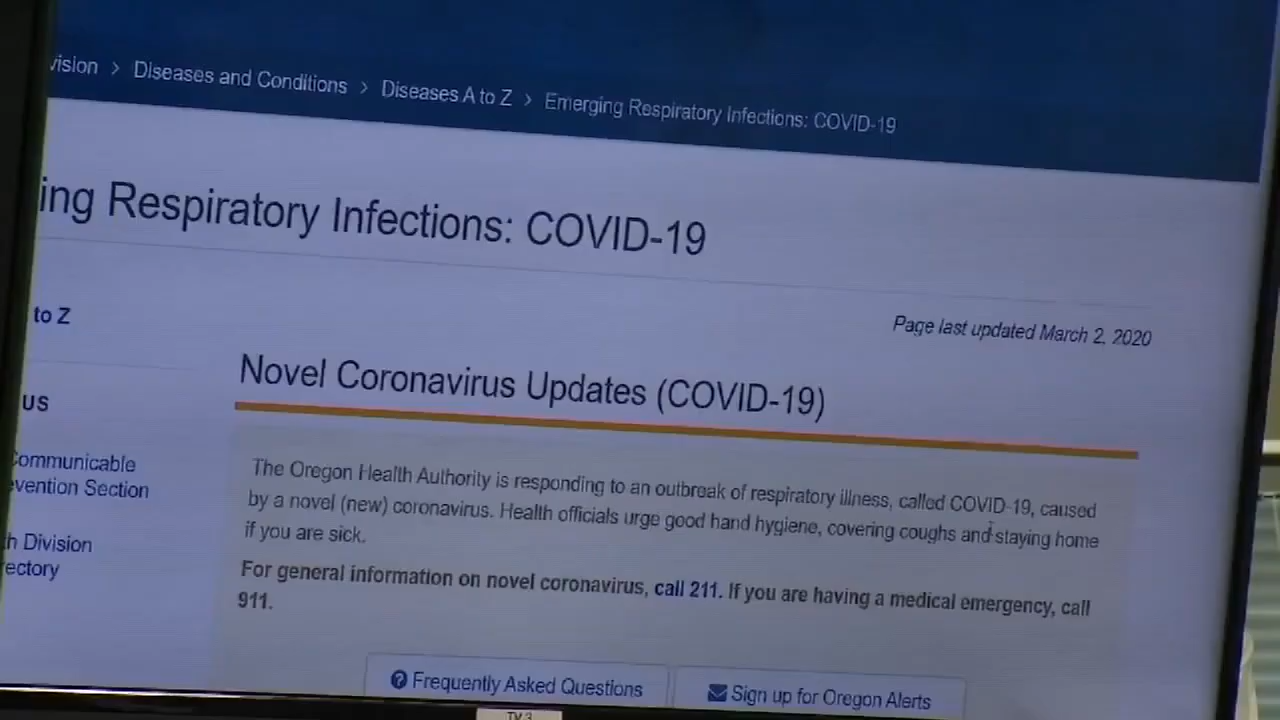 vision > Diseases and Conditions > Diseases A to Z > Emerging Respiratory Infections: COVID-19
ing Respiratory Infections: COVID-19
to Z
Page last updated March 2, 2020
Novel Coronavirus Updates (COVID-19)
US
The Oregon Health Authority is responding to an outbreak of respiratory illness, called COVID-19, caused
by a novel (new) coronavirus. Health officials urge good hand hygiene, covering coughs and staying home
if you are sick.
ommunicable
vention Section
h Division
ectory
For general information on novel coronavirus, call 211. If you are having a medical emergency, call
911.
Frequently Asked Questions
Sign up for Oregon Alerts
TV 3